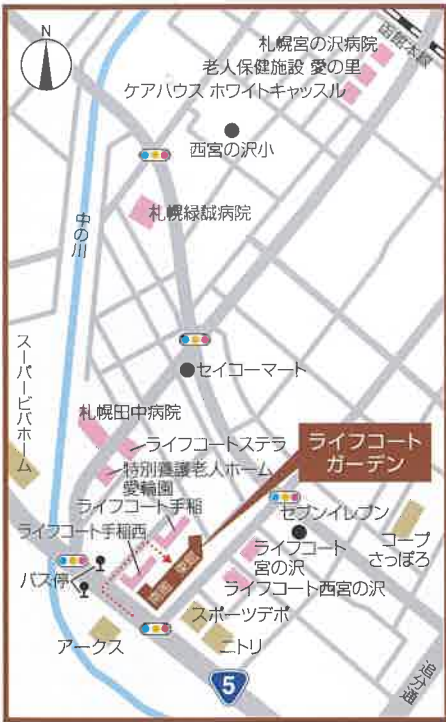 N
函館本線
札幌宮の沢病院
老人保健施設 愛の里
ケアハウス ホワイトキャッスル
西宮の沢小
札幌緑誠病院
中の川
セイコーマート
スーパービバホーム
札幌田中病院
ライフコートステラ
特別養護老人ホーム
愛輪園
ライフコート
ガーデン
ライフコート手稲
ライフコート手稲西
セブンイレブン
コープ
さっぽろ
ライフコート
宮の沢
ライフコート西宮の沢
バス停
スポーツデポ
アークス
ニトリ
5
追分通